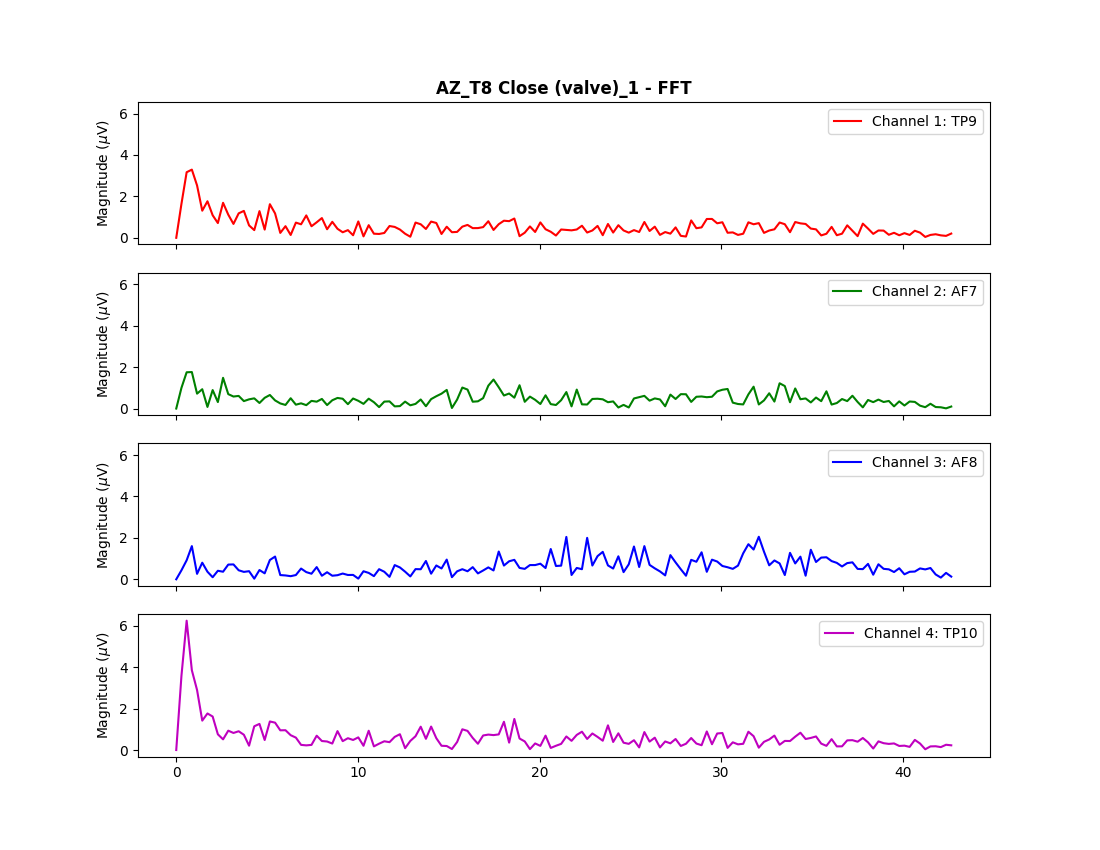 AZ_T8 Close (valve)_1 - FFT
6
4
2
0
Magnitude (μV)
Channel 1: TP9
6
4
2
0
Magnitude (μV)
Channel 2: AF7
6
4
2
0
Magnitude (μV)
Channel 3: AF8
6
4
2
0
Magnitude (μV)
Channel 4: TP10
0 10 20 30 40